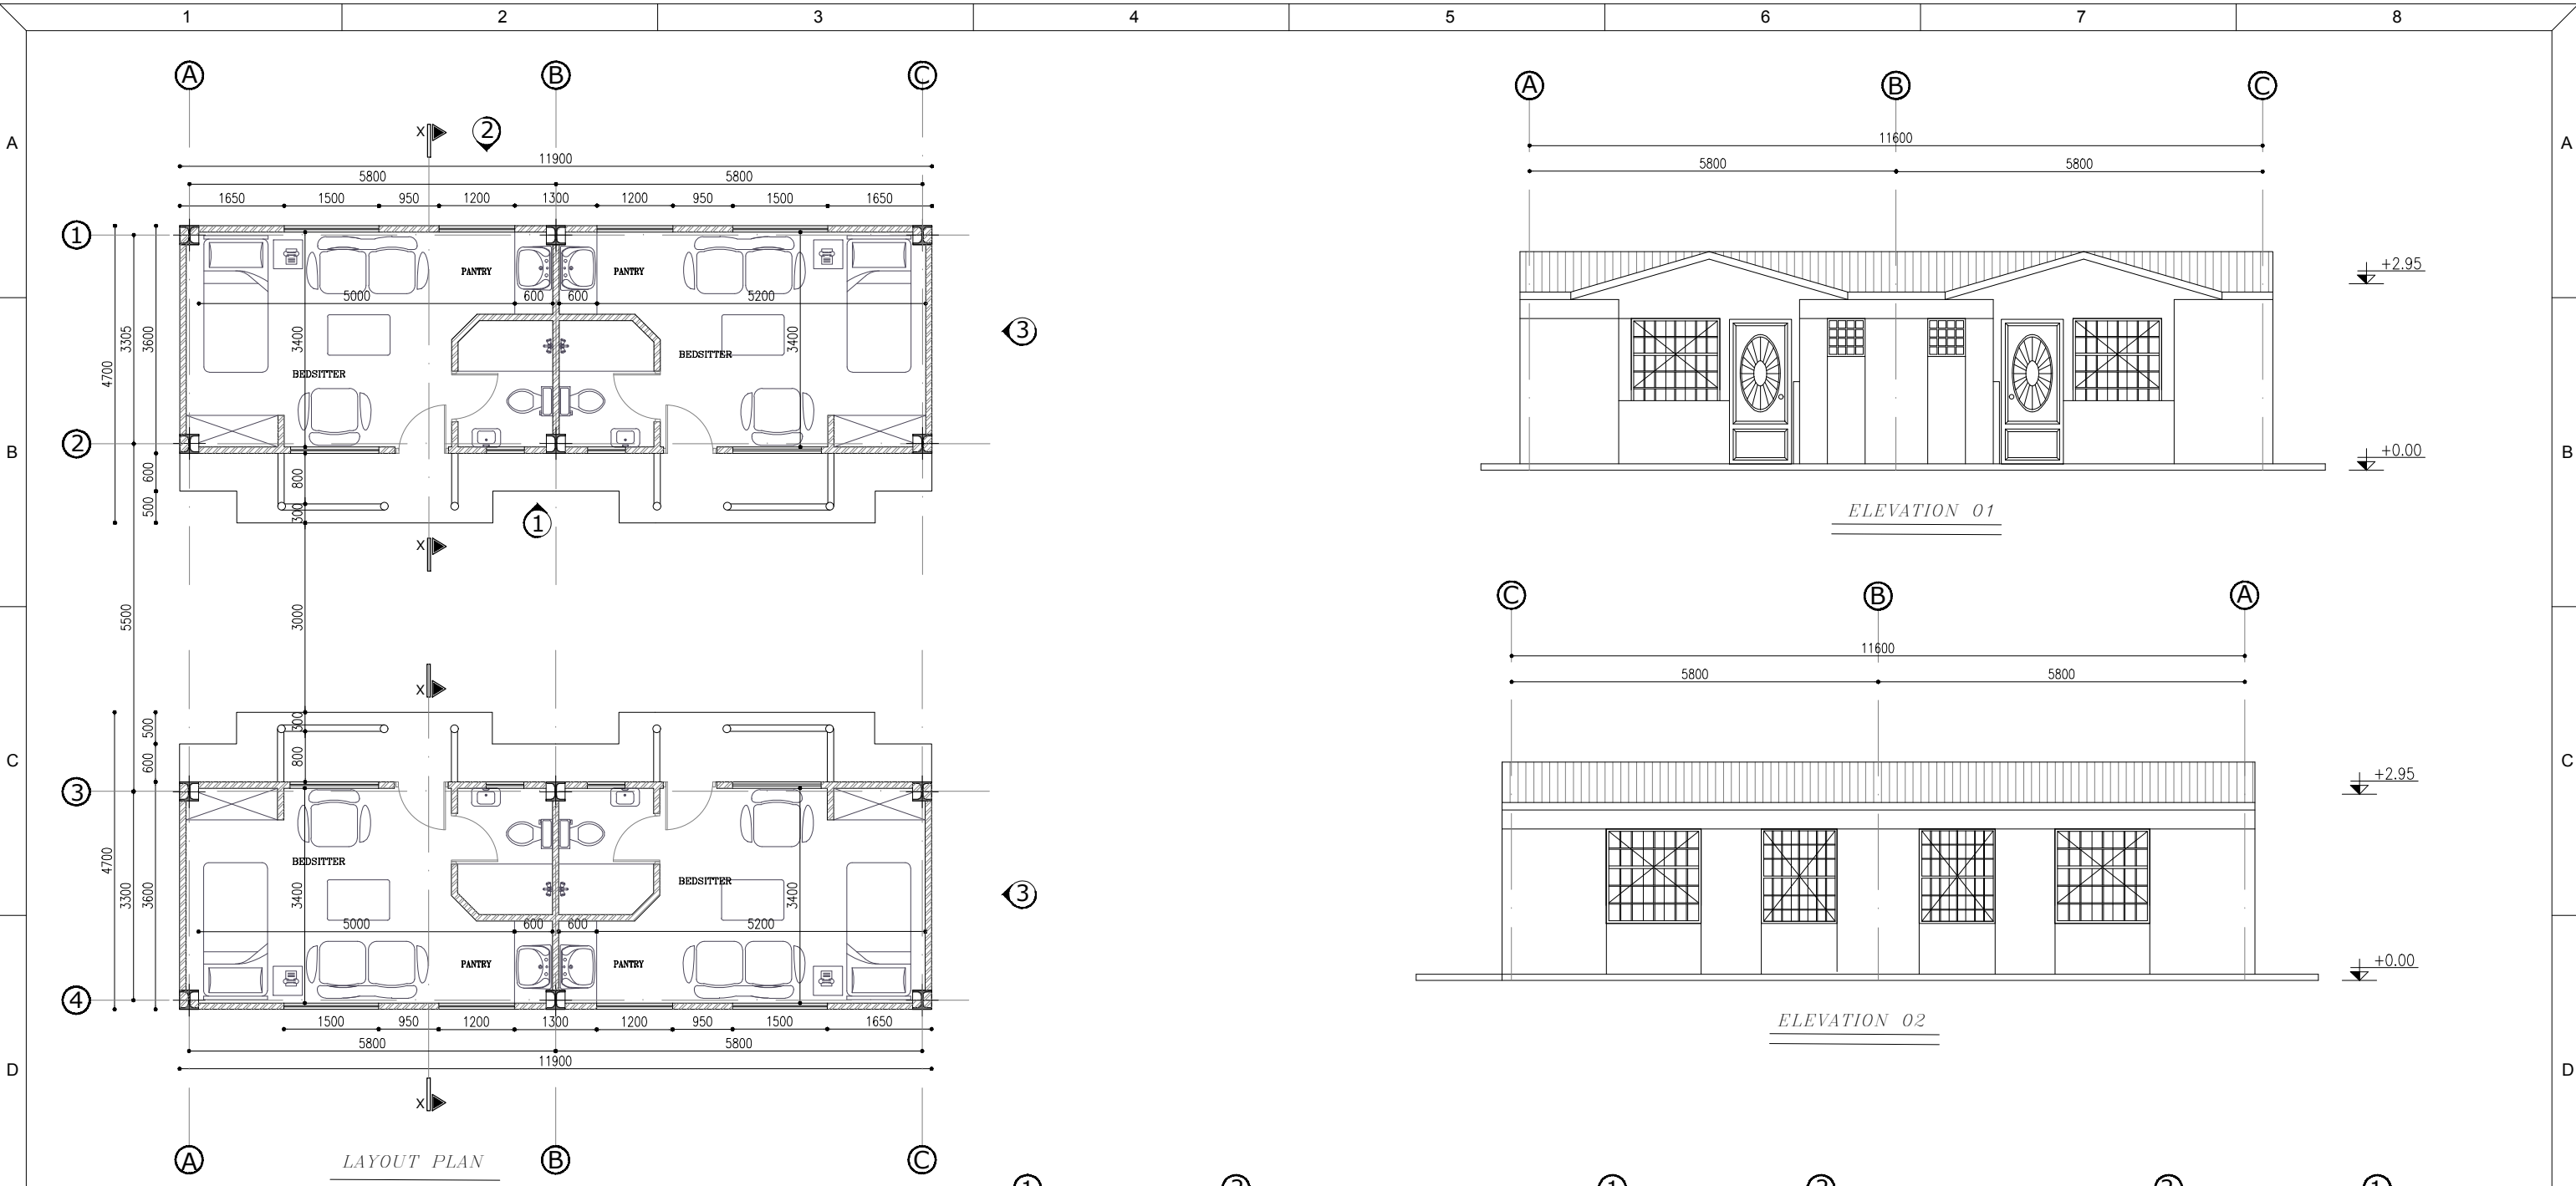 1 2 3 4 5 6 7 8
A B C A B C
X 2
11900 11600
5800 5800 5800 5800
1650 1500 950 1200 1300 1200 950 1500 1650
A A
1
PANTRY PANTRY
+2.95
5000 600 600 5200
4700 3305 3600 3400 3400 3
BEDSITTER
BEDSITTER
B B
2 +0.00
600 800
500 300
1 ELEVATION 01
X
C B A
5500 3000
11600
5800 5800
X
500 300
600 800
C C
3 +2.95
4700 3300 3600 3400 3400 3
BEDSITTER
BEDSITTER
5000 600 600 5200
PANTRY PANTRY
+0.00
4
1500 950 1200 1300 1200 950 1500 1650
ELEVATION 02
5800 5800
11900
D D
X
A B C
LAYOUT PLAN